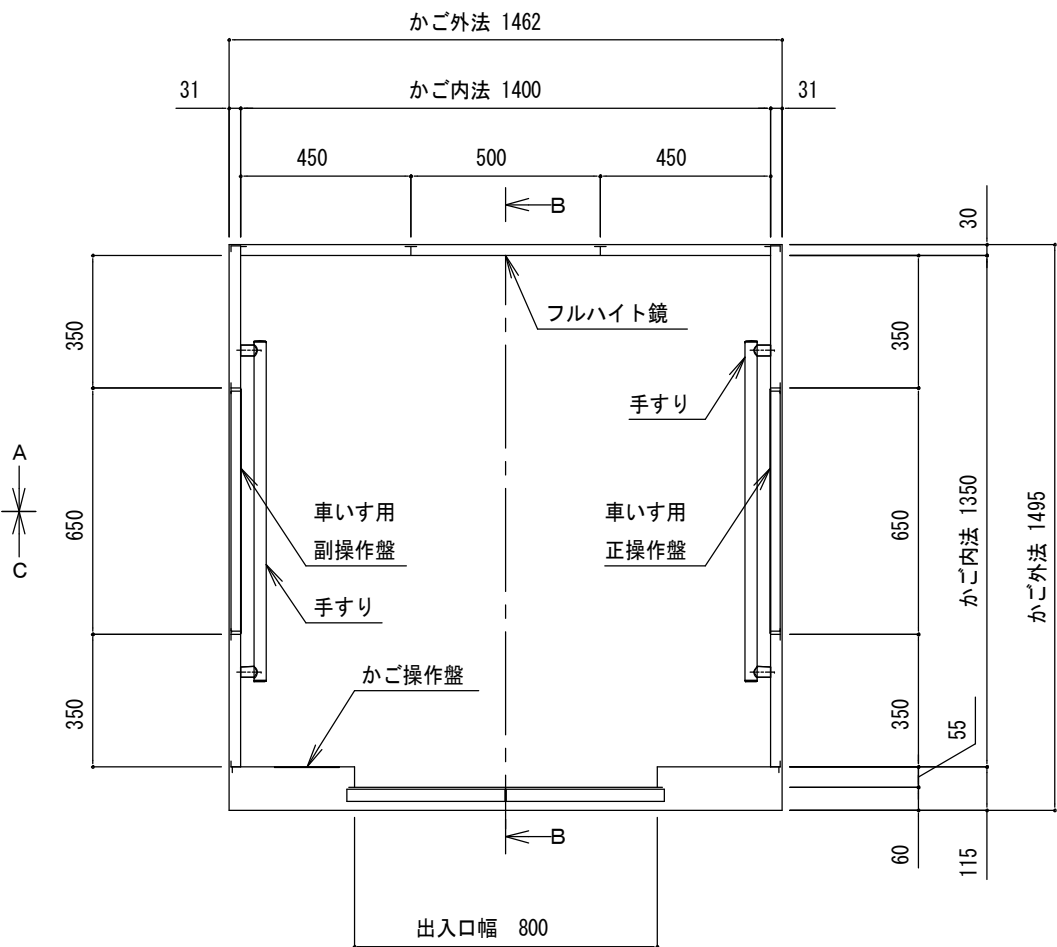 かご外法 1462
31
かご内法 1400
31
450
500
450
B
30
フルハイト鏡
350
350
手すり
A
C
車いす用
副操作盤
車いす用
正操作盤
650
650
かご内法 1350
かご外法 1495
手すり
かご操作盤
350
350
55
B
60
115
出入口幅 800